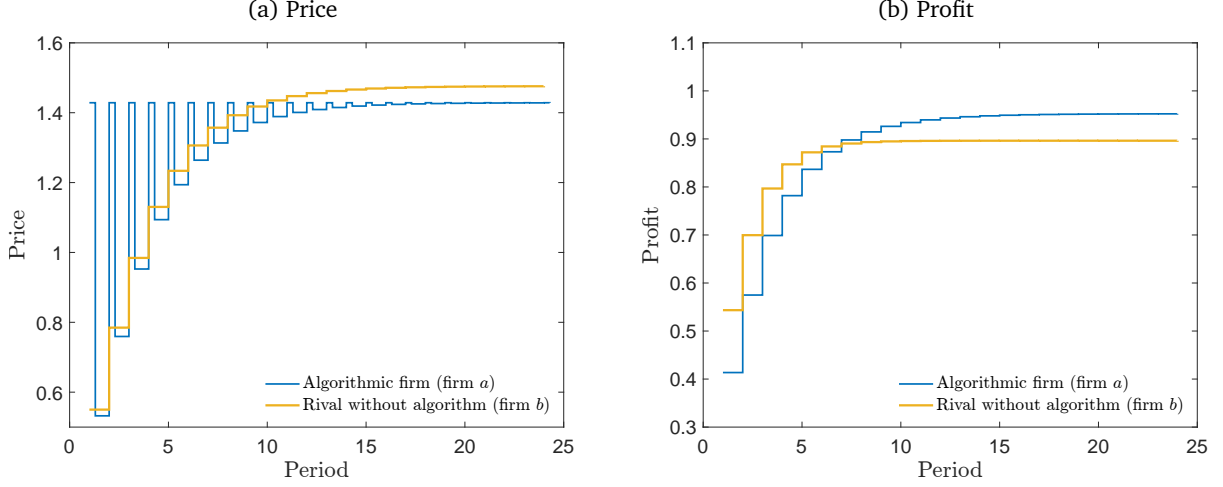 (a) Price
1.6
1.4
1.2
1
0.8
0.6
Price
0
5
10
15
20
25
Period
Algorithmic firm (firm a)
Rival without algorithm (firm b)
(b) Profit
1.1
1
0.9
0.8
0.7
0.6
0.5
0.4
0.3
Profit
0
5
10
15
20
25
Period
Algorithmic firm (firm a)
Rival without algorithm (firm b)